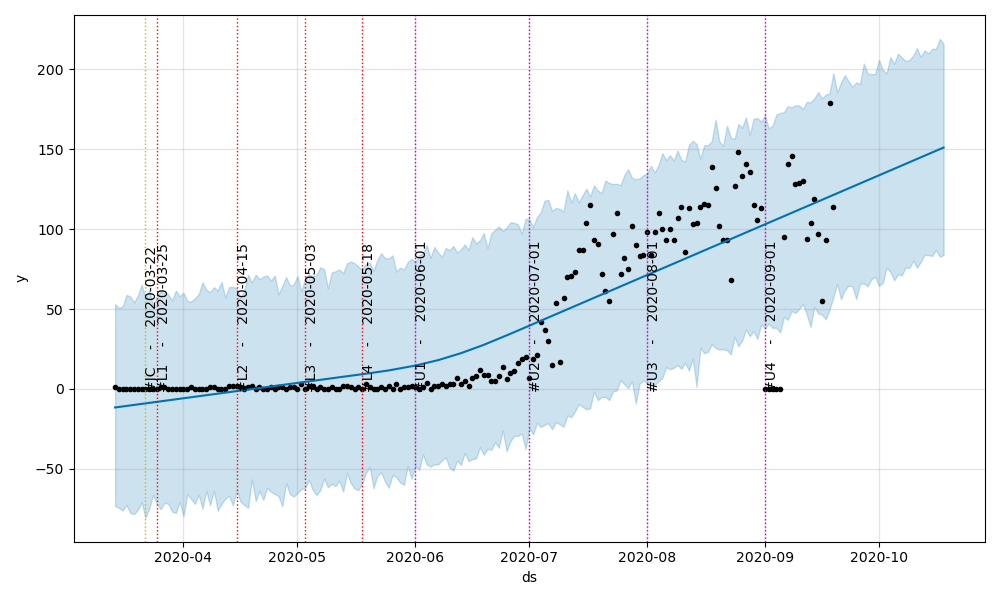 200
150
100
50
0
−50
y
#JC - 2020-03-22
#L1 - 2020-03-25
#L2 - 2020-04-15
#L3 - 2020-05-03
#L4 - 2020-05-18
#U1 - 2020-06-01
#U2 - 2020-07-01
#U3 - 2020-08-01
#U4 - 2020-09-01
2020-04
2020-05
2020-06
2020-07
2020-08
2020-09
2020-10
ds